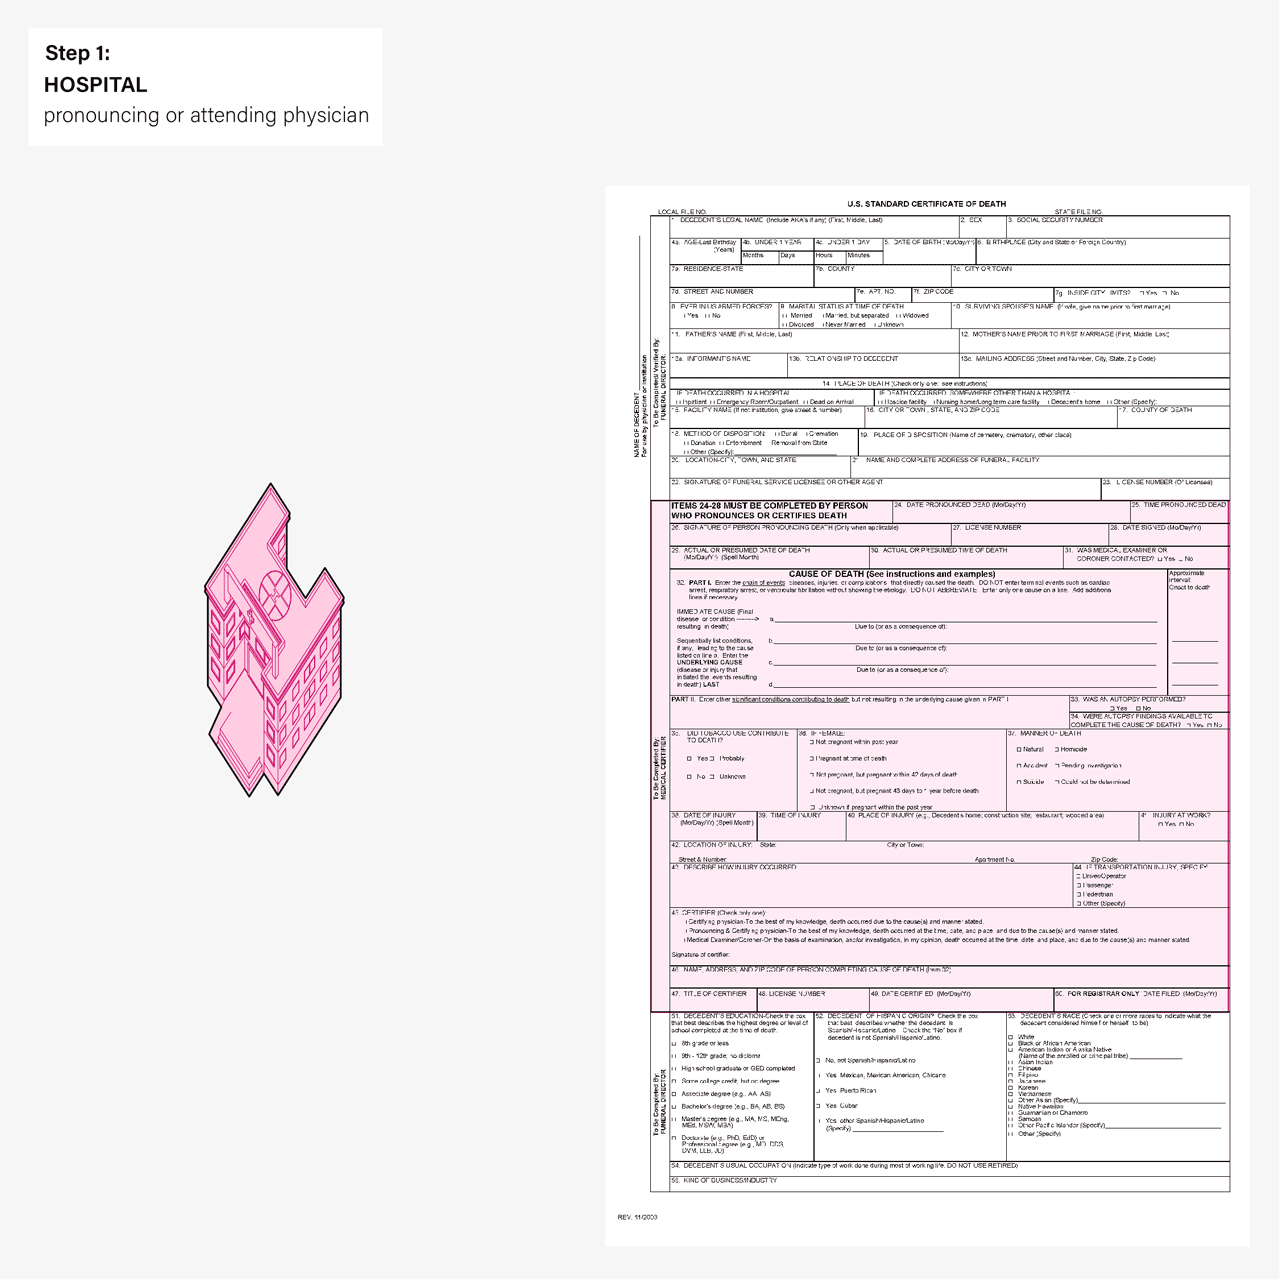 Step 1:
HOSPITAL
pronouncing or attending physician
U.S. STANDARD CERTIFICATE OF DEATH
LOCAL FILE NO.
STATE FILE NO.
1. DECEDENT'S LEGAL NAME (Include AKA's if any) (First, Middle, Last)
2. SEX
3. SOCIAL SECURITY NUMBER
4a. AGE-Last Birthday
(Years)
4b. UNDER 1 YEAR
4c. UNDER 1 DAY
5. DATE OF BIRTH (Mo/Day/Yr)
6. BIRTHPLACE (City and State or Foreign Country)
Months
Days
Hours
Minutes
7a. RESIDENCE-STATE
7b. COUNTY
7c. CITY OR TOWN
7d. STREET AND NUMBER
7e. APT. NO.
7f. ZIP CODE
7g. INSIDE CITY LIMITS? □ Yes □ No
8. EVER IN US ARMED FORCES?
□ Yes □ No
9. MARITAL STATUS AT TIME OF DEATH
□ Married □ Married, but separated □ Widowed
□ Divorced □ Never Married □ Unknown
10. SURVIVING SPOUSE'S NAME (If wife, give name prior to first marriage)
11. FATHER'S NAME (First, Middle, Last)
12. MOTHER'S NAME PRIOR TO FIRST MARRIAGE (First, Middle, Last)
13a. INFORMANT'S NAME
13b. RELATIONSHIP TO DECEDENT
13c. MAILING ADDRESS (Street and Number, City, State, Zip Code)
14. PLACE OF DEATH (Check only one; see instructions)
IF DEATH OCCURRED IN A HOSPITAL:
□ Inpatient □ Emergency Room/Outpatient □ Dead on Arrival
IF DEATH OCCURRED SOMEWHERE OTHER THAN A HOSPITAL:
□ Hospice facility □ Nursing home/Long term care facility □ Decedent's home □ Other (Specify):
15. FACILITY NAME (If not institution, give street & number)
16. CITY OR TOWN, STATE, AND ZIP CODE
17. COUNTY OF DEATH
18. METHOD OF DISPOSITION: □ Burial □ Cremation
□ Donation □ Entombment □ Removal from State
□ Other (Specify):
19. PLACE OF DISPOSITION (Name of cemetery, crematory, other place)
20. LOCATION-CITY, TOWN, AND STATE
21. NAME AND COMPLETE ADDRESS OF FUNERAL FACILITY
22. SIGNATURE OF FUNERAL SERVICE LICENSEE OR OTHER AGENT
23. LICENSE NUMBER (Of Licensee)
NAME OF DECEDENT
For use by physician or institution
To Be Completed/ Verified By:
FUNERAL DIRECTOR:
ITEMS 24-28 MUST BE COMPLETED BY PERSON
WHO PRONOUNCES OR CERTIFIES DEATH
24. DATE PRONOUNCED DEAD (Mo/Day/Yr)
25. TIME PRONOUNCED DEAD
26. SIGNATURE OF PERSON PRONOUNCING DEATH (Only when applicable)
27. LICENSE NUMBER
28. DATE SIGNED (Mo/Day/Yr)
29. ACTUAL OR PRESUMED DATE OF DEATH
(Mo/Day/Yr) (Spell Month)
30. ACTUAL OR PRESUMED TIME OF DEATH
31. WAS MEDICAL EXAMINER OR
CORONER CONTACTED? □ Yes □ No
CAUSE OF DEATH (See instructions and examples)
32. PART I. Enter the chain of events--diseases, injuries, or complications--that directly caused the death. DO NOT enter terminal events such as cardiac
arrest, respiratory arrest, or ventricular fibrillation without showing the etiology. DO NOT ABBREVIATE. Enter only one cause on a line. Add additional
lines if necessary.
Approximate
interval:
Onset to death
IMMEDIATE CAUSE (Final
disease or condition --------->
resulting in death)
a.
Due to (or as a consequence of):
Sequentially list conditions,
if any, leading to the cause
listed on line a. Enter the
UNDERLYING CAUSE
(disease or injury that
initiated the events resulting
in death) LAST
b.
Due to (or as a consequence of):
c.
Due to (or as a consequence of):
d.
PART II. Enter other significant conditions contributing to death but not resulting in the underlying cause given in PART I
33. WAS AN AUTOPSY PERFORMED?
□ Yes □ No
34. WERE AUTOPSY FINDINGS AVAILABLE TO
COMPLETE THE CAUSE OF DEATH? □ Yes □ No
35. DID TOBACCO USE CONTRIBUTE
TO DEATH?
□ Yes □ Probably
□ No □ Unknown
36. IF FEMALE:
□ Not pregnant within past year
□ Pregnant at time of death
□ Not pregnant, but pregnant within 42 days of death
□ Not pregnant, but pregnant 43 days to 1 year before death
□ Unknown if pregnant within the past year
37. MANNER OF DEATH
□ Natural □ Homicide
□ Accident □ Pending Investigation
□ Suicide □ Could not be determined
38. DATE OF INJURY
(Mo/Day/Yr) (Spell Month)
39. TIME OF INJURY
40. PLACE OF INJURY (e.g., Decedent's home; construction site; restaurant; wooded area)
41. INJURY AT WORK?
□ Yes □ No
42. LOCATION OF INJURY: State:
City or Town:
Street & Number:
Apartment No.:
Zip Code:
43. DESCRIBE HOW INJURY OCCURRED:
44. IF TRANSPORTATION INJURY, SPECIFY:
□ Driver/Operator
□ Passenger
□ Pedestrian
□ Other (Specify)
45. CERTIFIER (Check only one):
□ Certifying physician-To the best of my knowledge, death occurred due to the cause(s) and manner stated.
□ Pronouncing & Certifying physician-To the best of my knowledge, death occurred at the time, date, and place, and due to the cause(s) and manner stated.
□ Medical Examiner/Coroner-On the basis of examination, and/or investigation, in my opinion, death occurred at the time, date, and place, and due to the cause(s) and manner stated.
Signature of certifier:
46. NAME, ADDRESS, AND ZIP CODE OF PERSON COMPLETING CAUSE OF DEATH (Item 32)
47. TITLE OF CERTIFIER
48. LICENSE NUMBER
49. DATE CERTIFIED (Mo/Day/Yr)
50. FOR REGISTRAR ONLY- DATE FILED (Mo/Day/Yr)
To Be Completed By:
MEDICAL CERTIFIER
51. DECEDENT'S EDUCATION-Check the box
that best describes the highest degree or level of
school completed at the time of death.
□ 8th grade or less
□ 9th - 12th grade; no diploma
□ High school graduate or GED completed
□ Some college credit, but no degree
□ Associate degree (e.g., AA, AS)
□ Bachelor's degree (e.g., BA, AB, BS)
□ Master's degree (e.g., MA, MS, MEng,
MEd, MSW, MBA)
□ Doctorate (e.g., PhD, EdD) or
Professional degree (e.g., MD, DDS,
DVM, LLB, JD)
52. DECEDENT OF HISPANIC ORIGIN? Check the box
that best describes whether the decedent is
Spanish/Hispanic/Latino. Check the "No" box if
decedent is not Spanish/Hispanic/Latino.
□ No, not Spanish/Hispanic/Latino
□ Yes, Mexican, Mexican American, Chicano
□ Yes, Puerto Rican
□ Yes, Cuban
□ Yes, other Spanish/Hispanic/Latino
(Specify)
53. DECEDENT'S RACE (Check one or more races to indicate what the
decedent considered himself or herself to be)
□ White
□ Black or African American
□ American Indian or Alaska Native
(Name of the enrolled or principal tribe)
□ Asian Indian
□ Chinese
□ Filipino
□ Japanese
□ Korean
□ Vietnamese
□ Other Asian (Specify)
□ Native Hawaiian
□ Guamanian or Chamorro
□ Samoan
□ Other Pacific Islander (Specify)
□ Other (Specify)
To Be Completed By:
FUNERAL DIRECTOR
54. DECEDENT'S USUAL OCCUPATION (Indicate type of work done during most of working life. DO NOT USE RETIRED)
55. KIND OF BUSINESS/INDUSTRY
REV. 11/2003